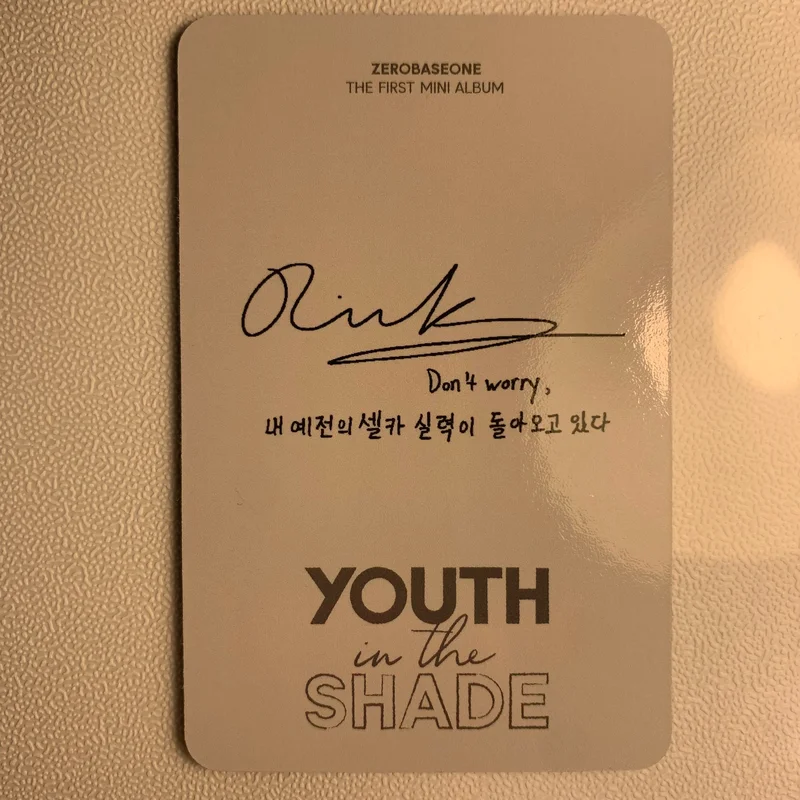 ZEROBASEONE
THE FIRST MINI ALBUM
Ricky
Don't worry,
내 예전의 셀카 실력이 돌아오고 있다
YOUTH
in the
SHADE